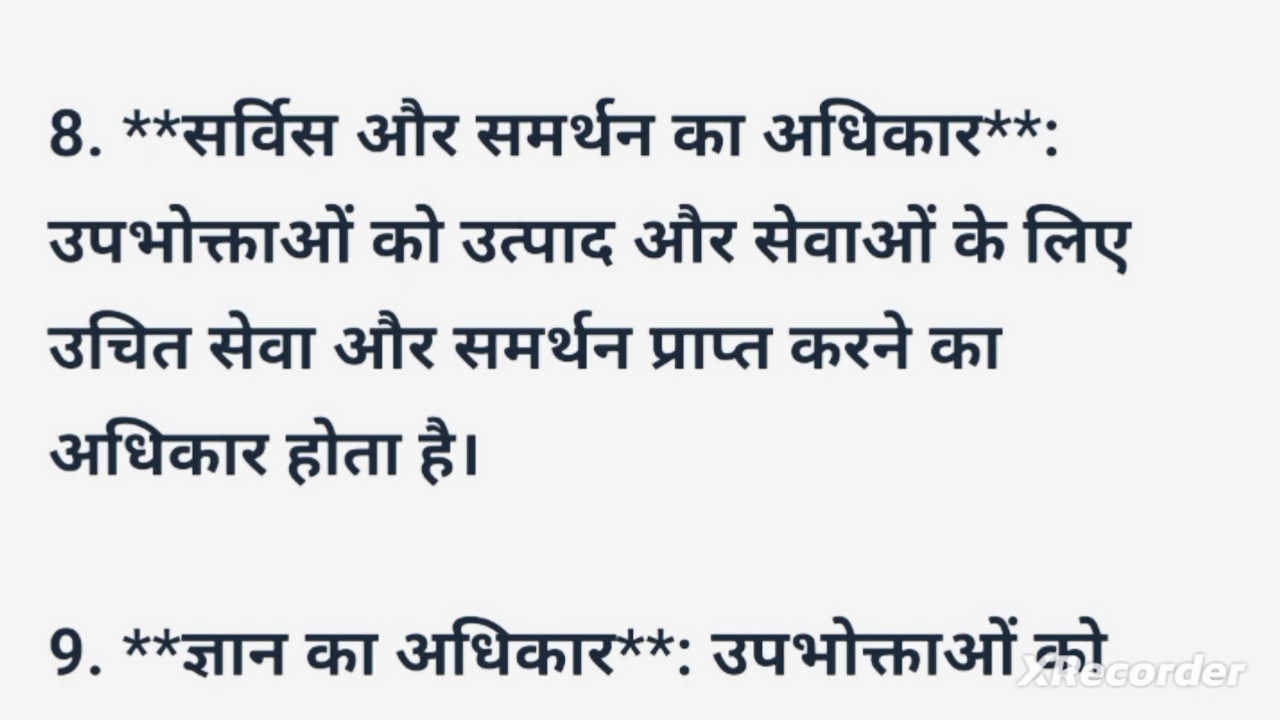 8. **सर्विस और समर्थन का अधिकार**:
उपभोक्ताओं को उत्पाद और सेवाओं के लिए
उचित सेवा और समर्थन प्राप्त करने का
अधिकार होता है।
9. **ज्ञान का अधिकार**: उपभोक्ताओं को
XRecorder